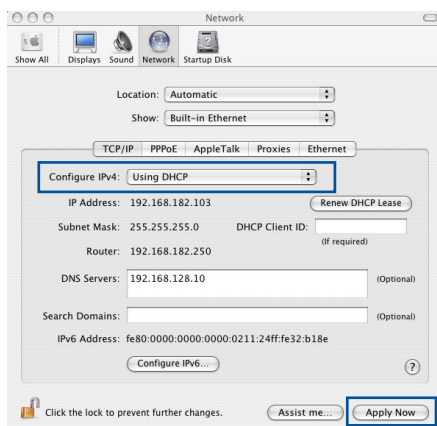 Network
Show All Displays Sound Network Startup Disk
Location: Automatic
Show: Built-in Ethernet
TCP/IP PPPoE AppleTalk Proxies Ethernet
Configure IPv4: Using DHCP
IP Address: 192.168.182.103 Renew DHCP Lease
Subnet Mask: 255.255.255.0 DHCP Client ID:
(If required)
Router: 192.168.182.250
DNS Servers: 192.168.128.10 (Optional)
Search Domains: (Optional)
IPv6 Address: fe80:0000:0000:0000:0211:24ff:fe32:b18e
Configure IPv6... ?
Click the lock to prevent further changes. Assist me... Apply Now